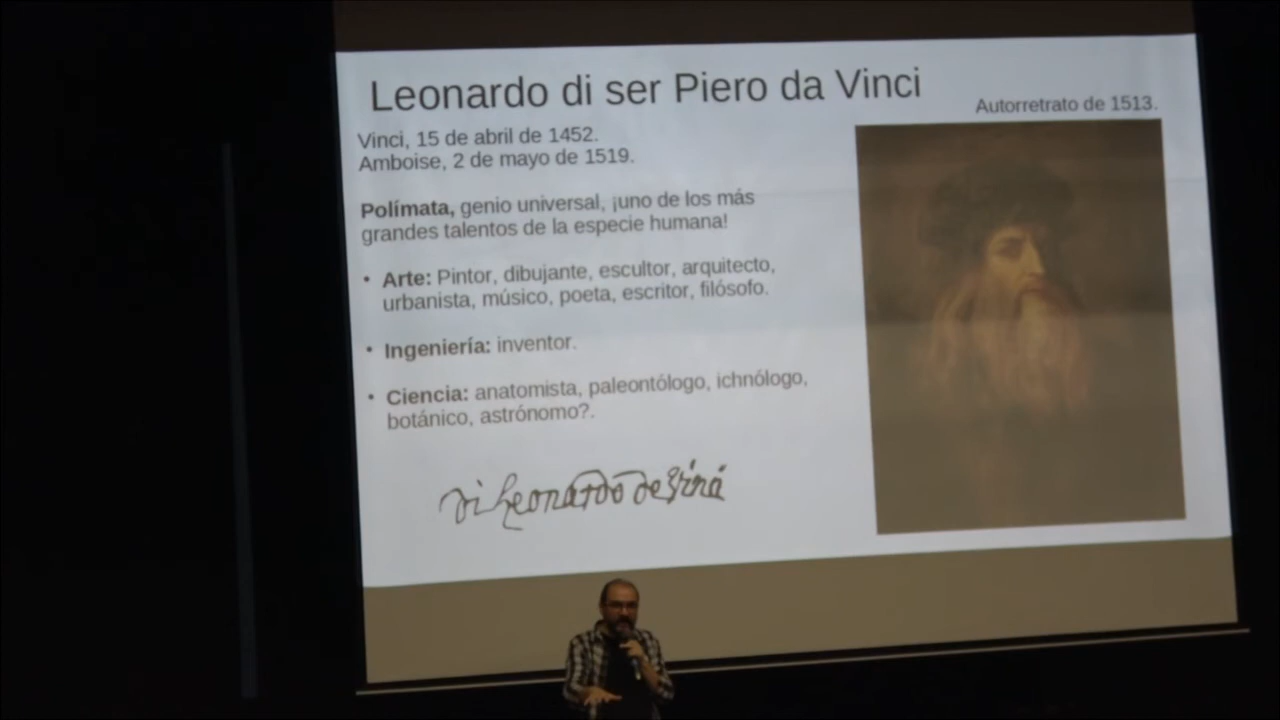 Leonardo di ser Piero da Vinci
Autorretrato de 1513.
Vinci, 15 de abril de 1452.
Amboise, 2 de mayo de 1519.
Polímata, genio universal, ¡uno de los más
grandes talentos de la especie humana!
• Arte: Pintor, dibujante, escultor, arquitecto,
urbanista, músico, poeta, escritor, filósofo.
• Ingeniería: inventor.
• Ciencia: anatomista, paleontólogo, ichnólogo,
botánico, astrónomo?.